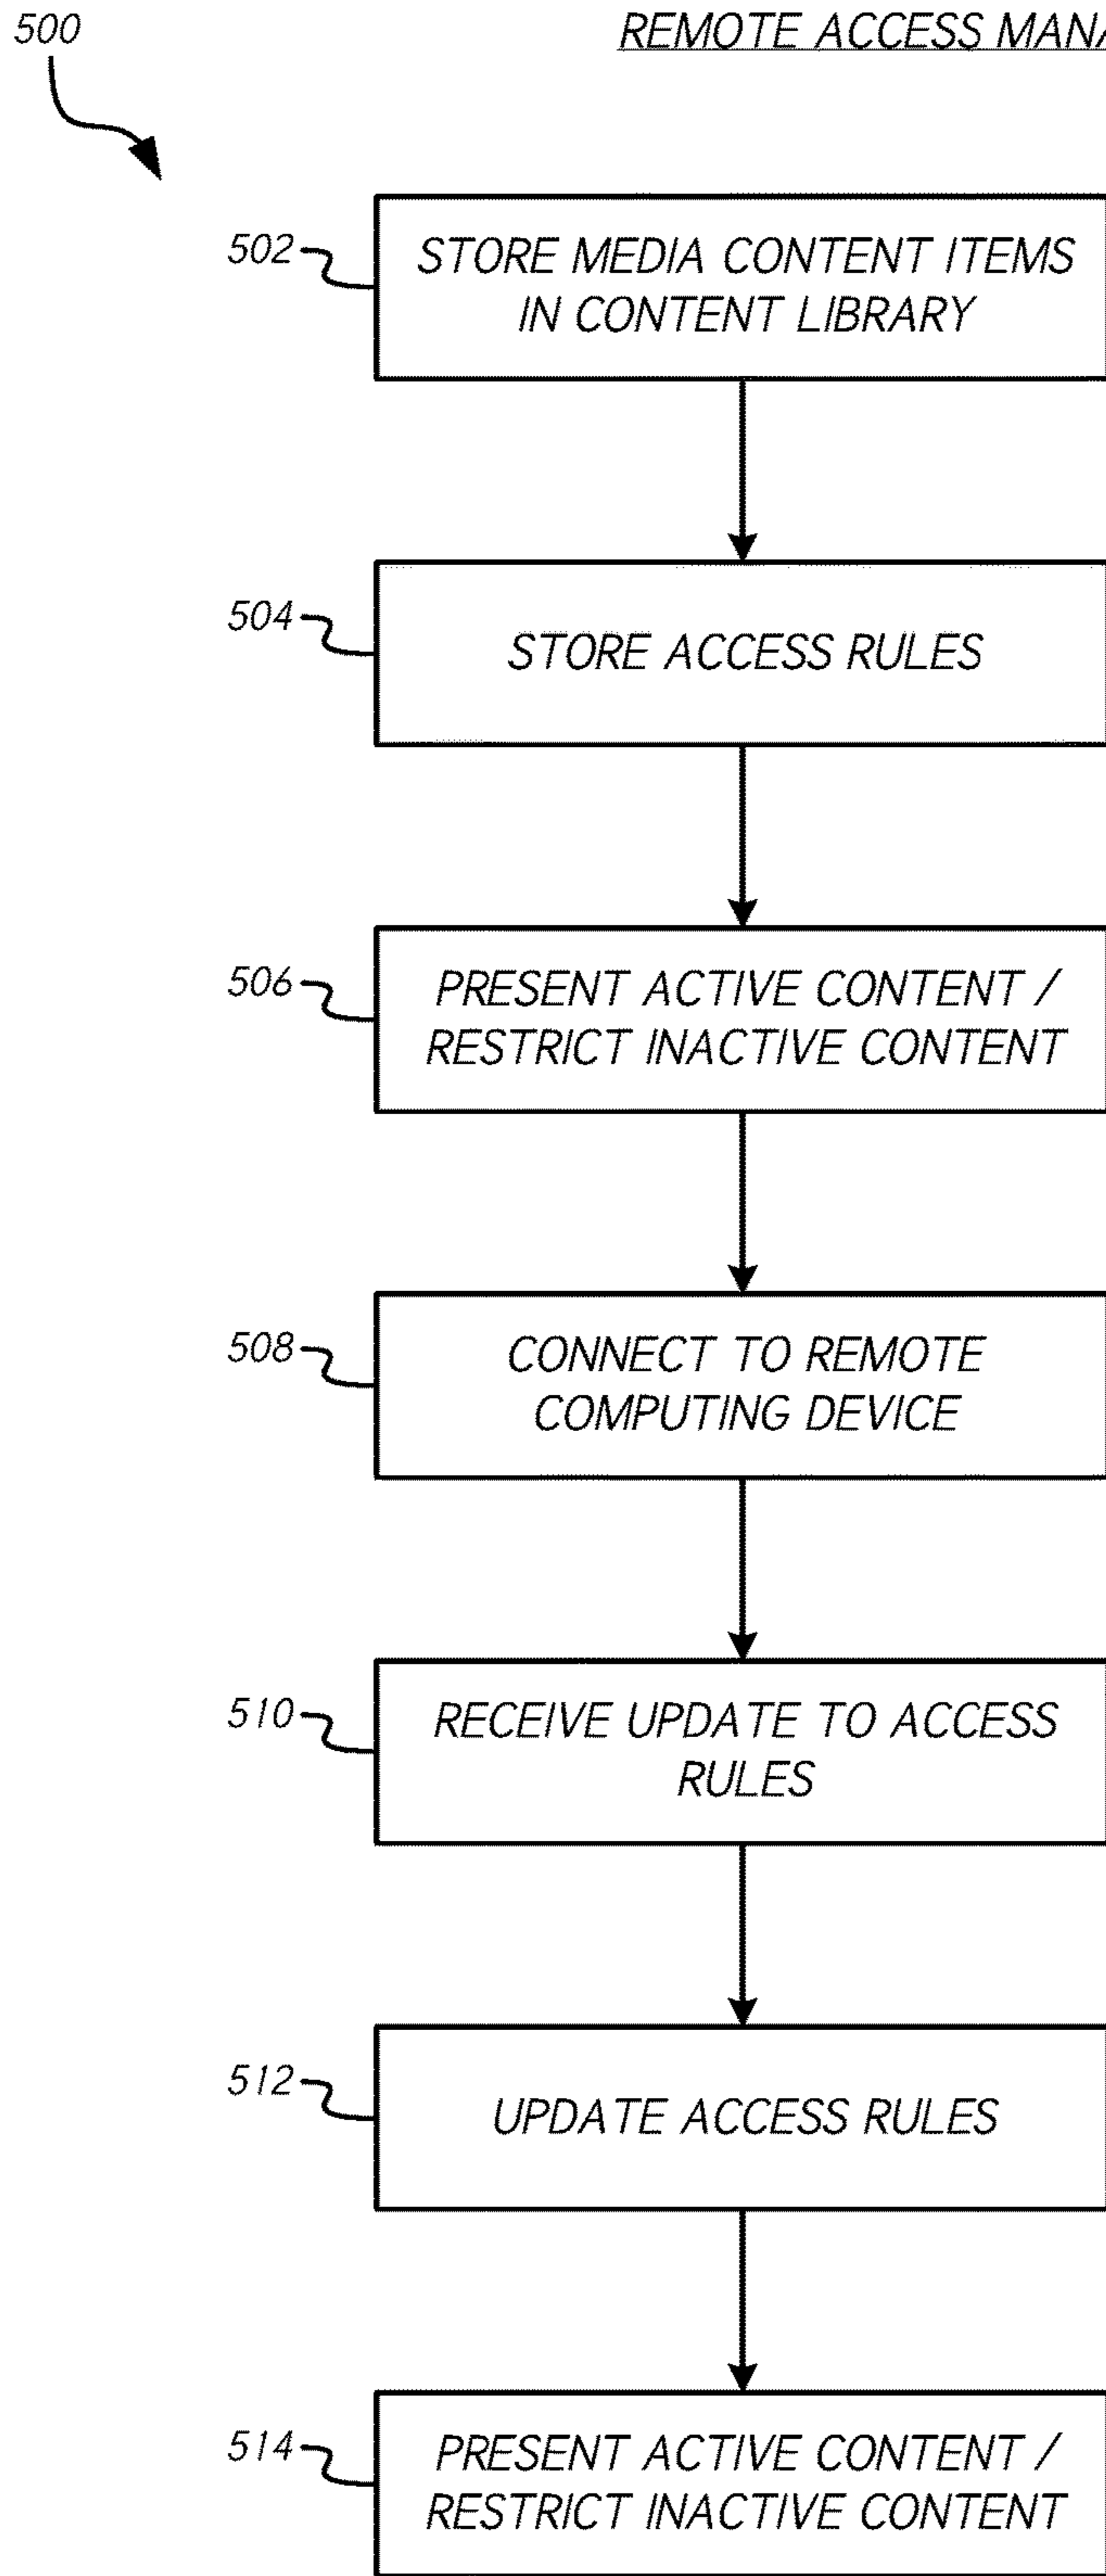 500
REMOTE ACCESS
502
STORE MEDIA CONTENT ITEMS
IN CONTENT LIBRARY
504
STORE ACCESS RULES
506
PRESENT ACTIVE CONTENT /
RESTRICT INACTIVE CONTENT
508
CONNECT TO REMOTE
COMPUTING DEVICE
510
RECEIVE UPDATE TO ACCESS
RULES
512
UPDATE ACCESS RULES
514
PRESENT ACTIVE CONTENT /
RESTRICT INACTIVE CONTENT